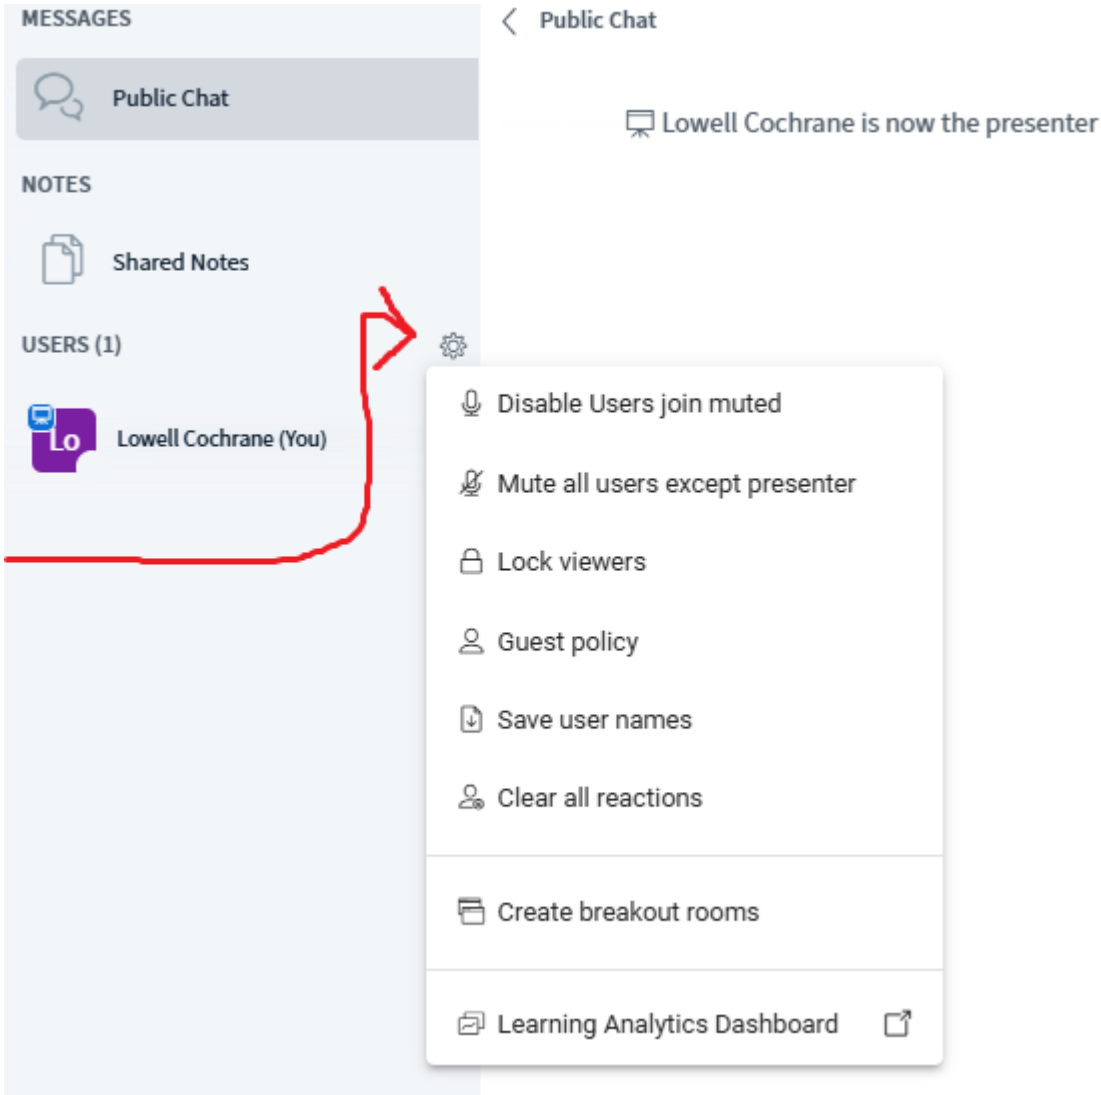 MESSAGES
Public Chat
NOTES
Shared Notes
USERS (1)
Lo
Lowell Cochrane (You)
Public Chat
Lowell Cochrane is now the presenter
Disable Users join muted
Mute all users except presenter
Lock viewers
Guest policy
Save user names
Clear all reactions
Create breakout rooms
Learning Analytics Dashboard